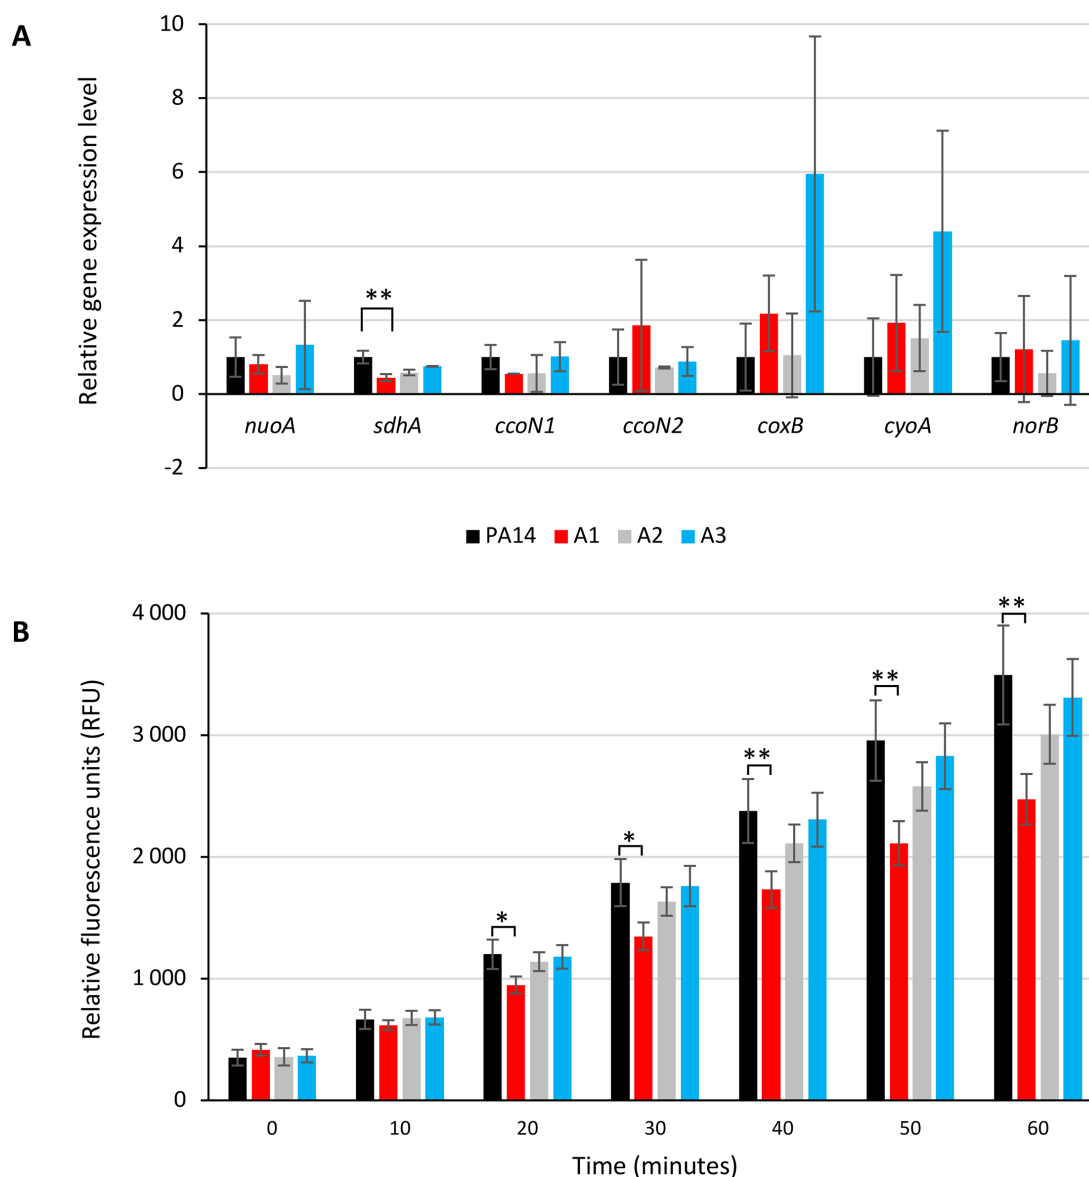 A
Relative gene expression level
10
8
6
4
2
0
-2
**
nuoA sdhA ccoN1 ccoN2 coxB cyoA norB
PA14 A1 A2 A3
B
Relative fluorescence units (RFU)
4 000
3 000
2 000
1 000
0
* * ** ** **
0 10 20 30 40 50 60
Time (minutes)